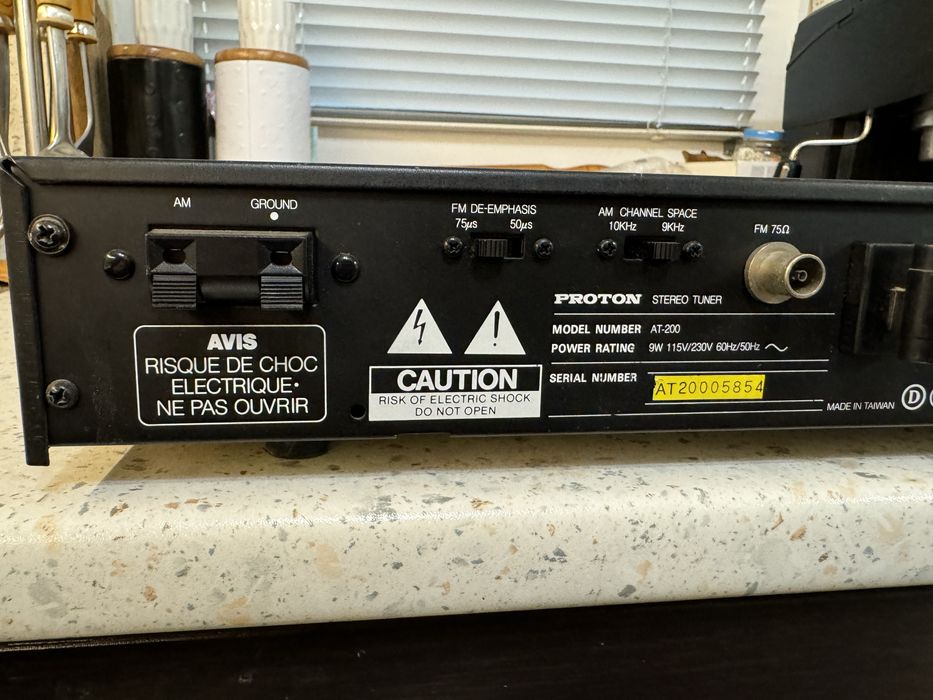 AM GROUND
FM DE-EMPHASIS
75µs 50µs
AM CHANNEL SPACE
10KHz 9KHz
FM 75Ω
AVIS
RISQUE DE CHOC
ELECTRIQUE•
NE PAS OUVRIR
CAUTION
RISK OF ELECTRIC SHOCK
DO NOT OPEN
PROTON STEREO TUNER
MODEL NUMBER AT-200
POWER RATING 9W 115V/230V 60Hz/50Hz
SERIAL NUMBER AT20005854
MADE IN TAIWAN
D